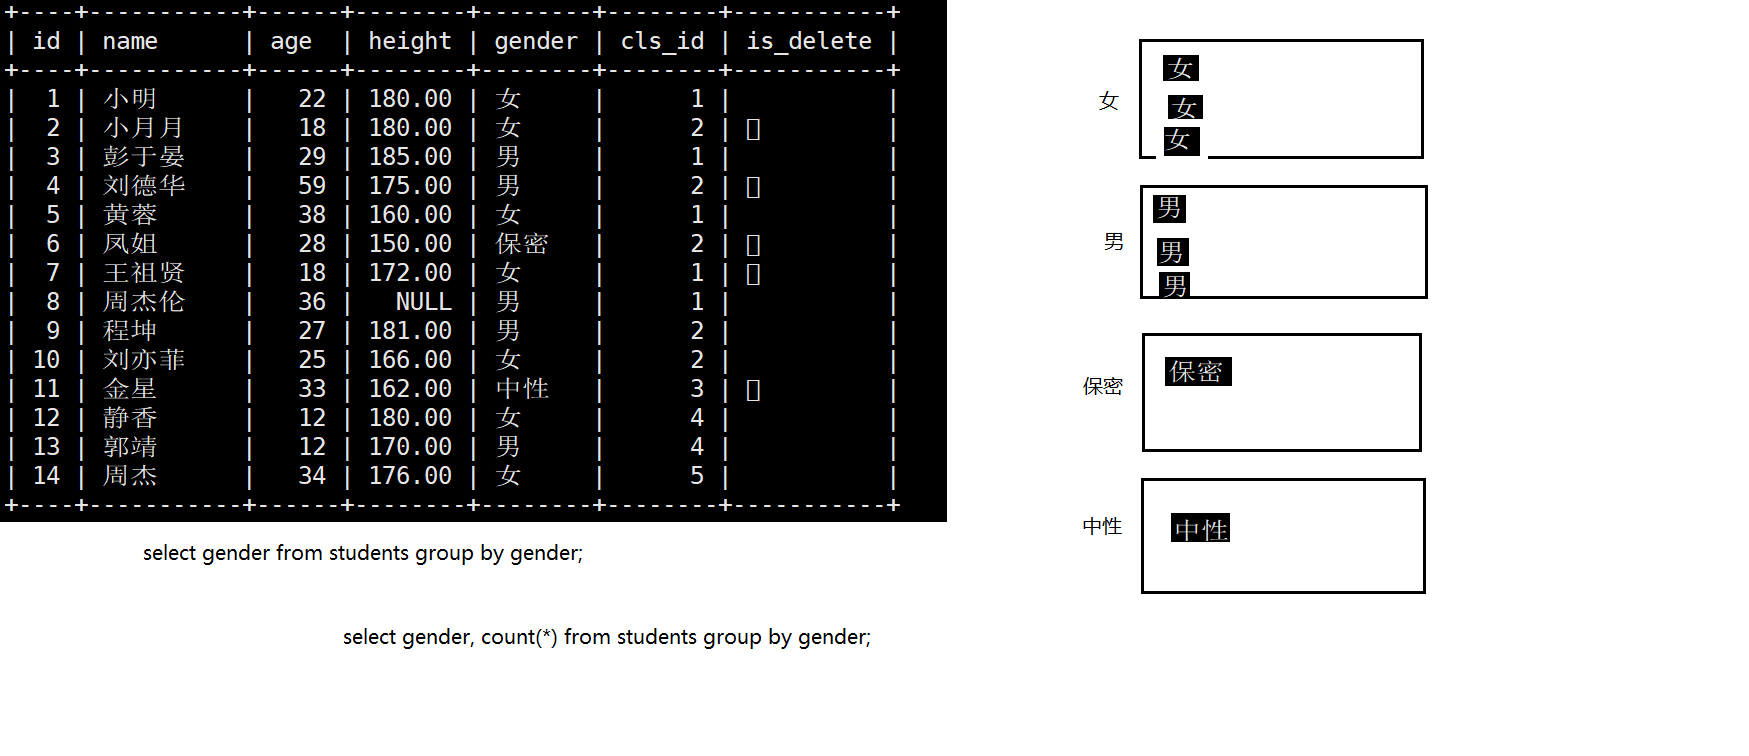 +----+-----------+------+--------+--------+--------+-----------+
| id | name      | age  | height | gender | cls_id | is_delete |
+----+-----------+------+--------+--------+--------+-----------+
|  1 | 小明      |   22 | 180.00 | 女     |      1 |           |
|  2 | 小月月    |   18 | 180.00 | 女     |      2 |           |
|  3 | 彭于晏    |   29 | 185.00 | 男     |      1 |           |
|  4 | 刘德华    |   59 | 175.00 | 男     |      2 |           |
|  5 | 黄蓉      |   38 | 160.00 | 女     |      1 |           |
|  6 | 凤姐      |   28 | 150.00 | 保密   |      2 |           |
|  7 | 王祖贤    |   18 | 172.00 | 女     |      1 |           |
|  8 | 周杰伦    |   36 |   NULL | 男     |      1 |           |
|  9 | 程坤      |   27 | 181.00 | 男     |      2 |           |
| 10 | 刘亦菲    |   25 | 166.00 | 女     |      2 |           |
| 11 | 金星      |   33 | 162.00 | 中性   |      3 |           |
| 12 | 静香      |   12 | 180.00 | 女     |      4 |           |
| 13 | 郭靖      |   12 | 170.00 | 男     |      4 |           |
| 14 | 周杰      |   34 | 176.00 | 女     |      5 |           |
+----+-----------+------+--------+--------+--------+-----------+
select gender from students group by gender;
select gender, count(*) from students group by gender;
女
女
女
女
男
男
男
男
保密
保密
中性
中性